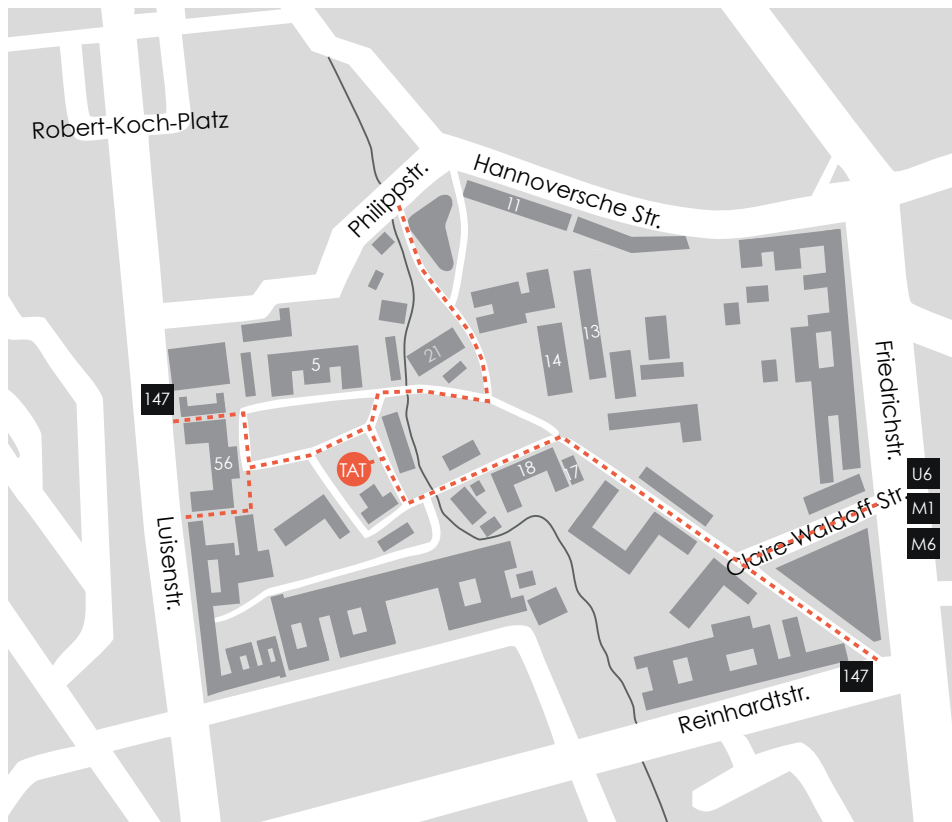 Robert-Koch-Platz
Philippstr.
Hannoversche Str.
11
13
14
21
5
147
Friedrichstr.
56
TAT
18
17
U6
M1
M6
Claire-Waldoff Str.
Luisenstr.
147
Reinhardtstr.